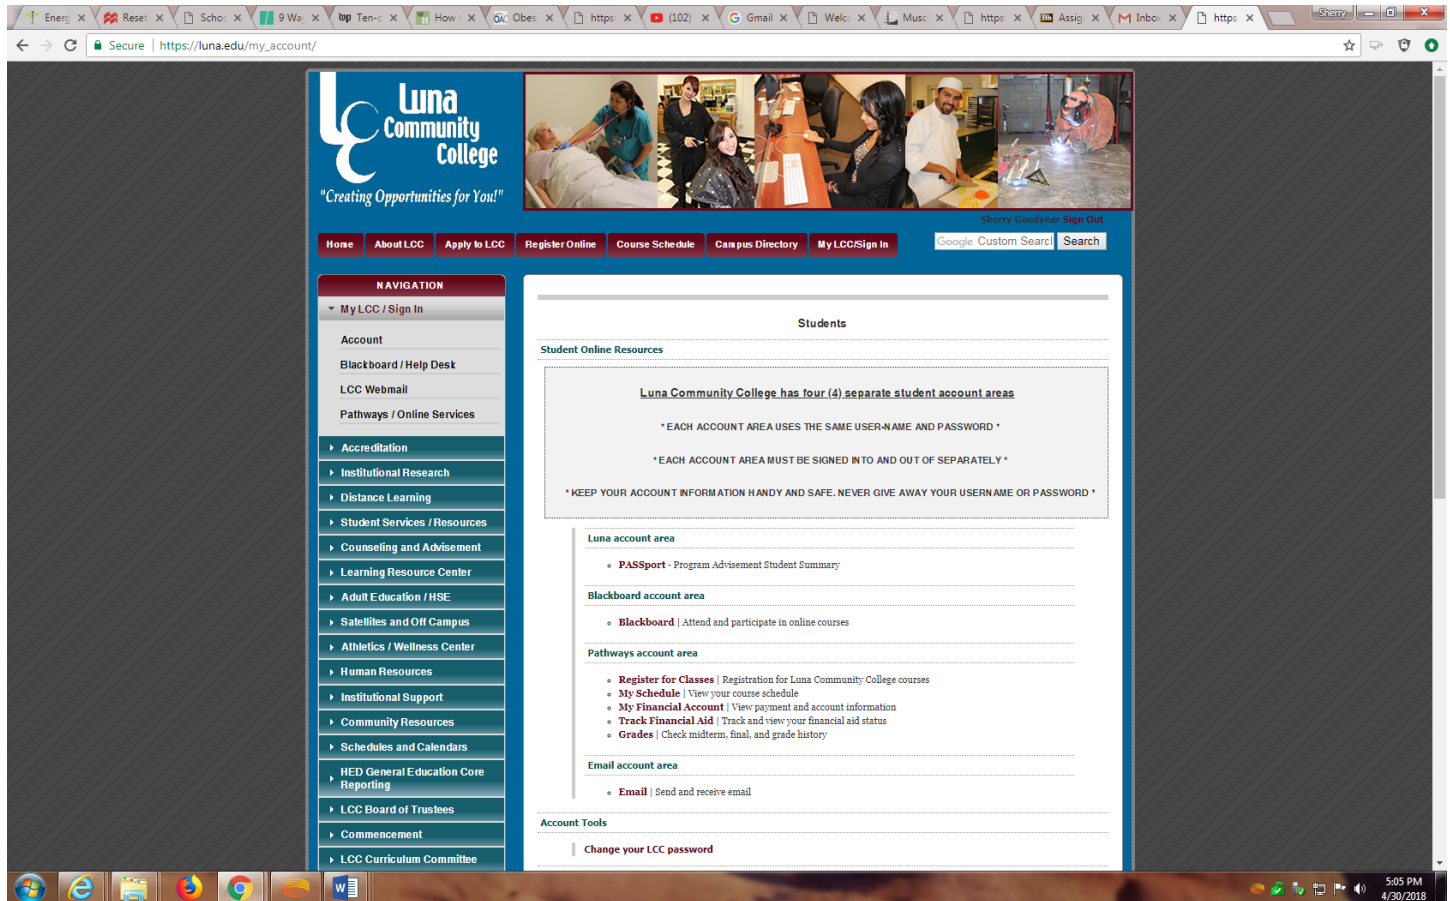 Energ
Reset
Schoo
9 Way
Ten-c
How t
Obesi
https:
(102)
Gmail
Welco
Musc
https:
Assign
Inbox
https:
Sherry
Secure | https://luna.edu/my_account/
Luna
Community
College
"Creating Opportunities for You!"
Sherry Goodyear Sign Out
Home About LCC Apply to LCC Register Online Course Schedule Campus Directory My LCC/Sign In
Google Custom Search Search
NAVIGATION
My LCC / Sign In
Account
Blackboard / Help Desk
LCC Webmail
Pathways / Online Services
Accreditation
Institutional Research
Distance Learning
Student Services / Resources
Counseling and Advisement
Learning Resource Center
Adult Education / HSE
Satellites and Off Campus
Athletics / Wellness Center
Human Resources
Institutional Support
Community Resources
Schedules and Calendars
HED General Education Core
Reporting
LCC Board of Trustees
Commencement
LCC Curriculum Committee
Students
Student Online Resources
Luna Community College has four (4) separate student account areas
* EACH ACCOUNT AREA USES THE SAME USER-NAME AND PASSWORD *
* EACH ACCOUNT AREA MUST BE SIGNED INTO AND OUT OF SEPARATELY *
* KEEP YOUR ACCOUNT INFORMATION HANDY AND SAFE. NEVER GIVE AWAY YOUR USERNAME OR PASSWORD *
Luna account area
PASSport - Program Advisement Student Summary
Blackboard account area
Blackboard | Attend and participate in online courses
Pathways account area
Register for Classes | Registration for Luna Community College courses
My Schedule | View your course schedule
My Financial Account | View payment and account information
Track Financial Aid | Track and view your financial aid status
Grades | Check midterm, final, and grade history
Email account area
Email | Send and receive email
Account Tools
Change your LCC password
5:05 PM
4/30/2018